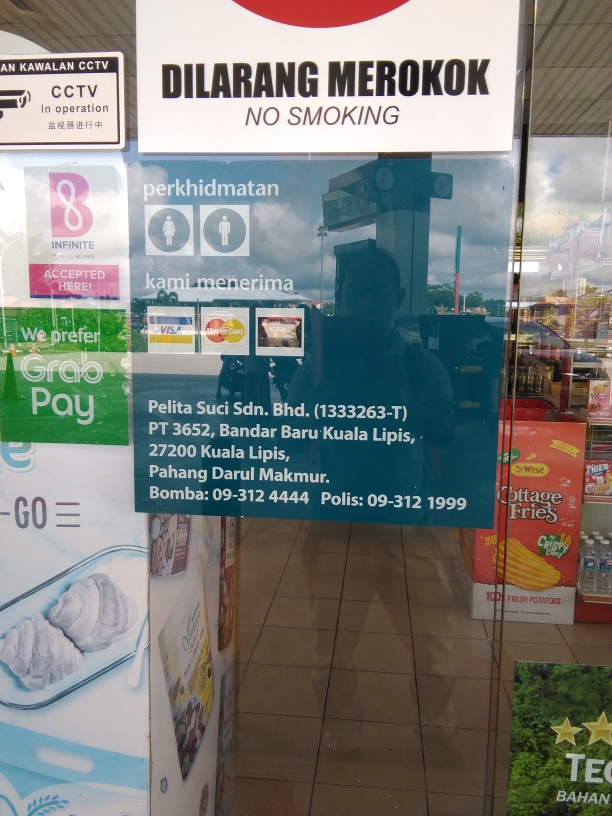 DILARANG MEROKOK
NO SMOKING
AN KAWALAN CCTV
CCTV
In operation
监视器进行中
B
INFINITE
ACCEPTED
HERE!
We prefer
Grab
Pay
-GO
perkhidmatan
kami menerima
VISA
MasterCard
Pelita Suci Sdn. Bhd. (1333263-T)
PT 3652, Bandar Baru Kuala Lipis,
27200 Kuala Lipis,
Pahang Darul Makmur.
Bomba: 09-312 4444 Polis: 09-312 1999
WISE
Cottage
Fries
CRISPY
100% FRESH POTATOES
TIGER
TEC
BAHAN